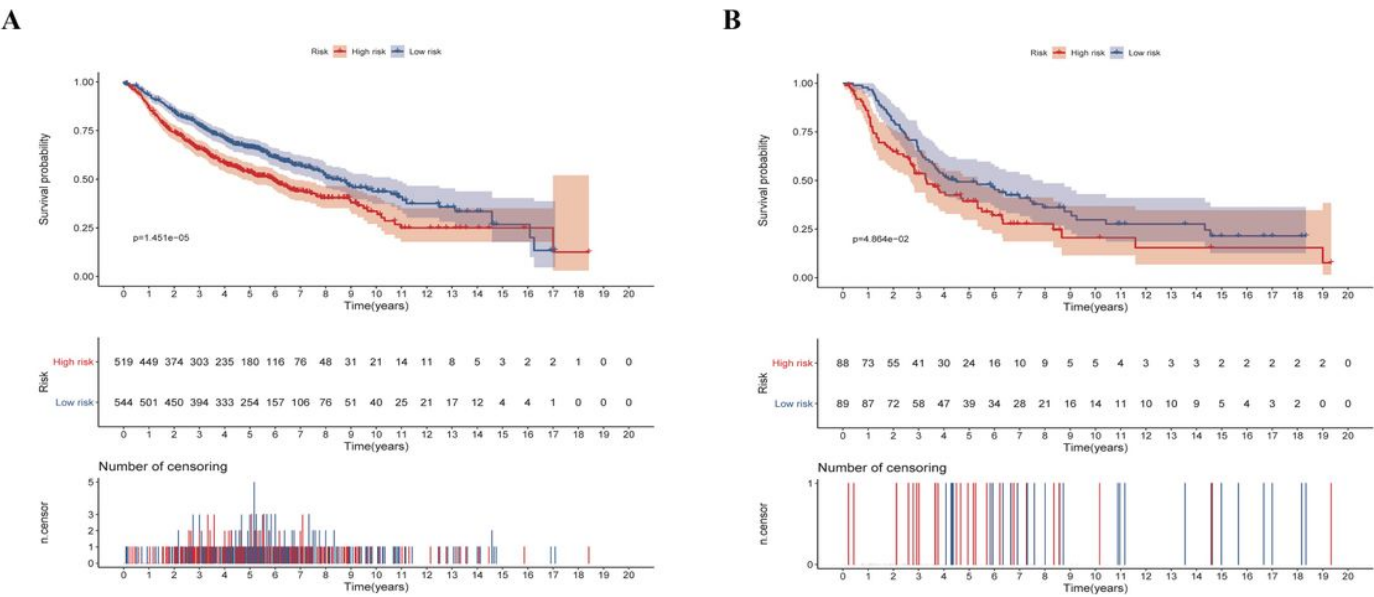 A
Risk High risk Low risk
Survival probability
1.00
0.75
0.50
0.25
0.00
p=1.451e−05
0 1 2 3 4 5 6 7 8 9 10 11 12 13 14 15 16 17 18 19 20
Time(years)
Risk
High risk 519 449 374 303 235 180 116 76 48 31 21 14 11 8 5 3 2 2 1 0 0
Low risk 544 501 450 394 333 254 157 106 76 51 40 25 21 17 12 4 4 1 0 0 0
0 1 2 3 4 5 6 7 8 9 10 11 12 13 14 15 16 17 18 19 20
Time(years)
Number of censoring
n.censor
5
3
2
1
0
0 1 2 3 4 5 6 7 8 9 10 11 12 13 14 15 16 17 18 19 20
Time(years)
B
Risk High risk Low risk
Survival probability
1.00
0.75
0.50
0.25
0.00
p=4.864e−02
0 1 2 3 4 5 6 7 8 9 10 11 12 13 14 15 16 17 18 19 20
Time(years)
Risk
High risk 88 73 55 41 30 24 16 10 9 5 5 4 3 3 3 2 2 2 2 2 0
Low risk 89 87 72 58 47 39 34 28 21 16 14 11 10 10 9 5 4 3 2 0 0
0 1 2 3 4 5 6 7 8 9 10 11 12 13 14 15 16 17 18 19 20
Time(years)
Number of censoring
n.censor
1
0
0 1 2 3 4 5 6 7 8 9 10 11 12 13 14 15 16 17 18 19 20
Time(years)